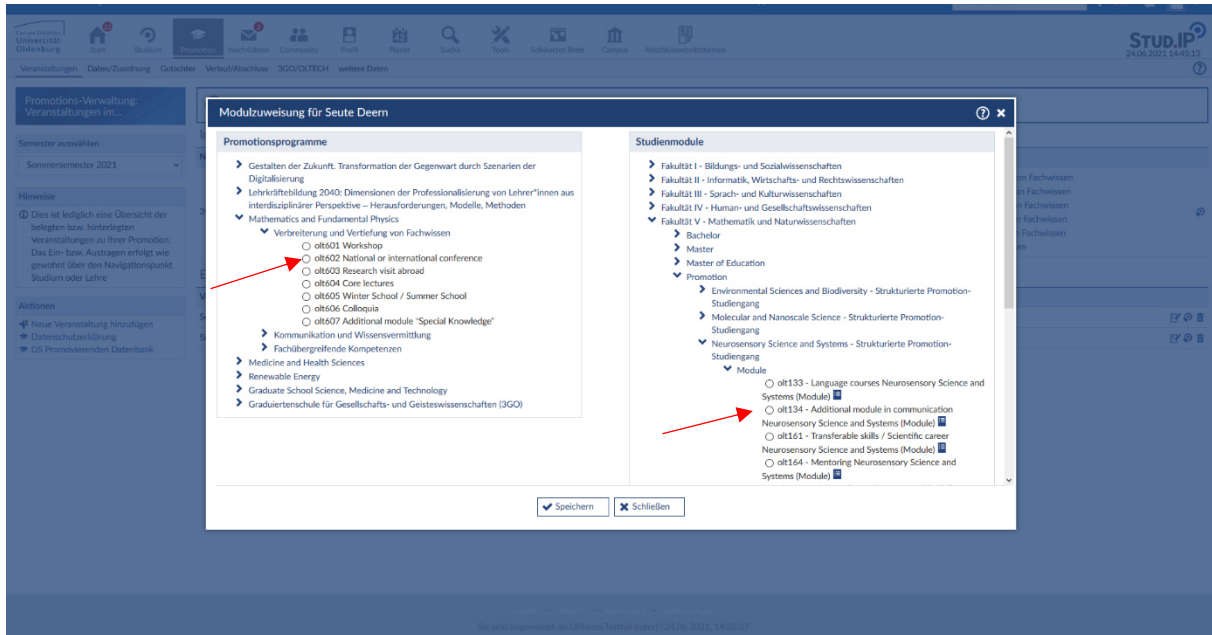 Carl von Ossietzky
Universität
Oldenburg
Start
Studium
Promotion
Nachrichten
Community
Profil
Planer
Suche
Tools
Schwarzes Brett
Campus
Abschlussarbeitsthemen
STUD.IP
24.06.2021 14:45:13
Veranstaltungen
Daten/Zuordnung
Gutachter
Verlauf/Abschluss
3GO/OLTECH
weitere Daten
Promotions-Verwaltung:
Veranstaltungen im...
Semester auswählen
Sommersemester 2021
Hinweise
Dies ist lediglich eine Übersicht der
belegten bzw. hinterlegten
Veranstaltungen zu Ihrer Promotion.
Das Ein- bzw. Austragen erfolgt wie
gewohnt über den Navigationspunkt
Studium oder Lehre
Aktionen
Neue Veranstaltung hinzufügen
Datenschutzerklärung
DS Promovierenden Datenbank
Modulzuweisung für Seute Deern
Promotionsprogramme
Gestalten der Zukunft. Transformation der Gegenwart durch Szenarien der
Digitalisierung
Lehrkräftebildung 2040: Dimensionen der Professionalisierung von Lehrer*innen aus
interdisziplinärer Perspektive – Herausforderungen, Modelle, Methoden
Mathematics and Fundamental Physics
Verbreiterung und Vertiefung von Fachwissen
olt601 Workshop
olt602 National or international conference
olt603 Research visit abroad
olt604 Core lectures
olt605 Winter School / Summer School
olt606 Colloquia
olt607 Additional module "Special Knowledge"
Kommunikation und Wissensvermittlung
Fachübergreifende Kompetenzen
Medicine and Health Sciences
Renewable Energy
Graduate School Science, Medicine and Technology
Graduiertenschule für Gesellschafts- und Geisteswissenschaften (3GO)
Studienmodule
Fakultät I - Bildungs- und Sozialwissenschaften
Fakultät II - Informatik, Wirtschafts- und Rechtswissenschaften
Fakultät III - Sprach- und Kulturwissenschaften
Fakultät IV - Human- und Gesellschaftswissenschaften
Fakultät V - Mathematik und Naturwissenschaften
Bachelor
Master
Master of Education
Promotion
Environmental Sciences and Biodiversity - Strukturierte Promotion-
Studiengang
Molecular and Nanoscale Science - Strukturierte Promotion-
Studiengang
Neurosensory Science and Systems - Strukturierte Promotion-
Studiengang
Module
olt133 - Language courses Neurosensory Science and
Systems (Module)
olt134 - Additional module in communication
Neurosensory Science and Systems (Module)
olt161 - Transferable skills / Scientific career
Neurosensory Science and Systems (Module)
olt164 - Mentoring Neurosensory Science and
Systems (Module)
Speichern
Schließen
on Fachwissen
on Fachwissen
n Fachwissen
n Fachwissen
Fachwissen
en